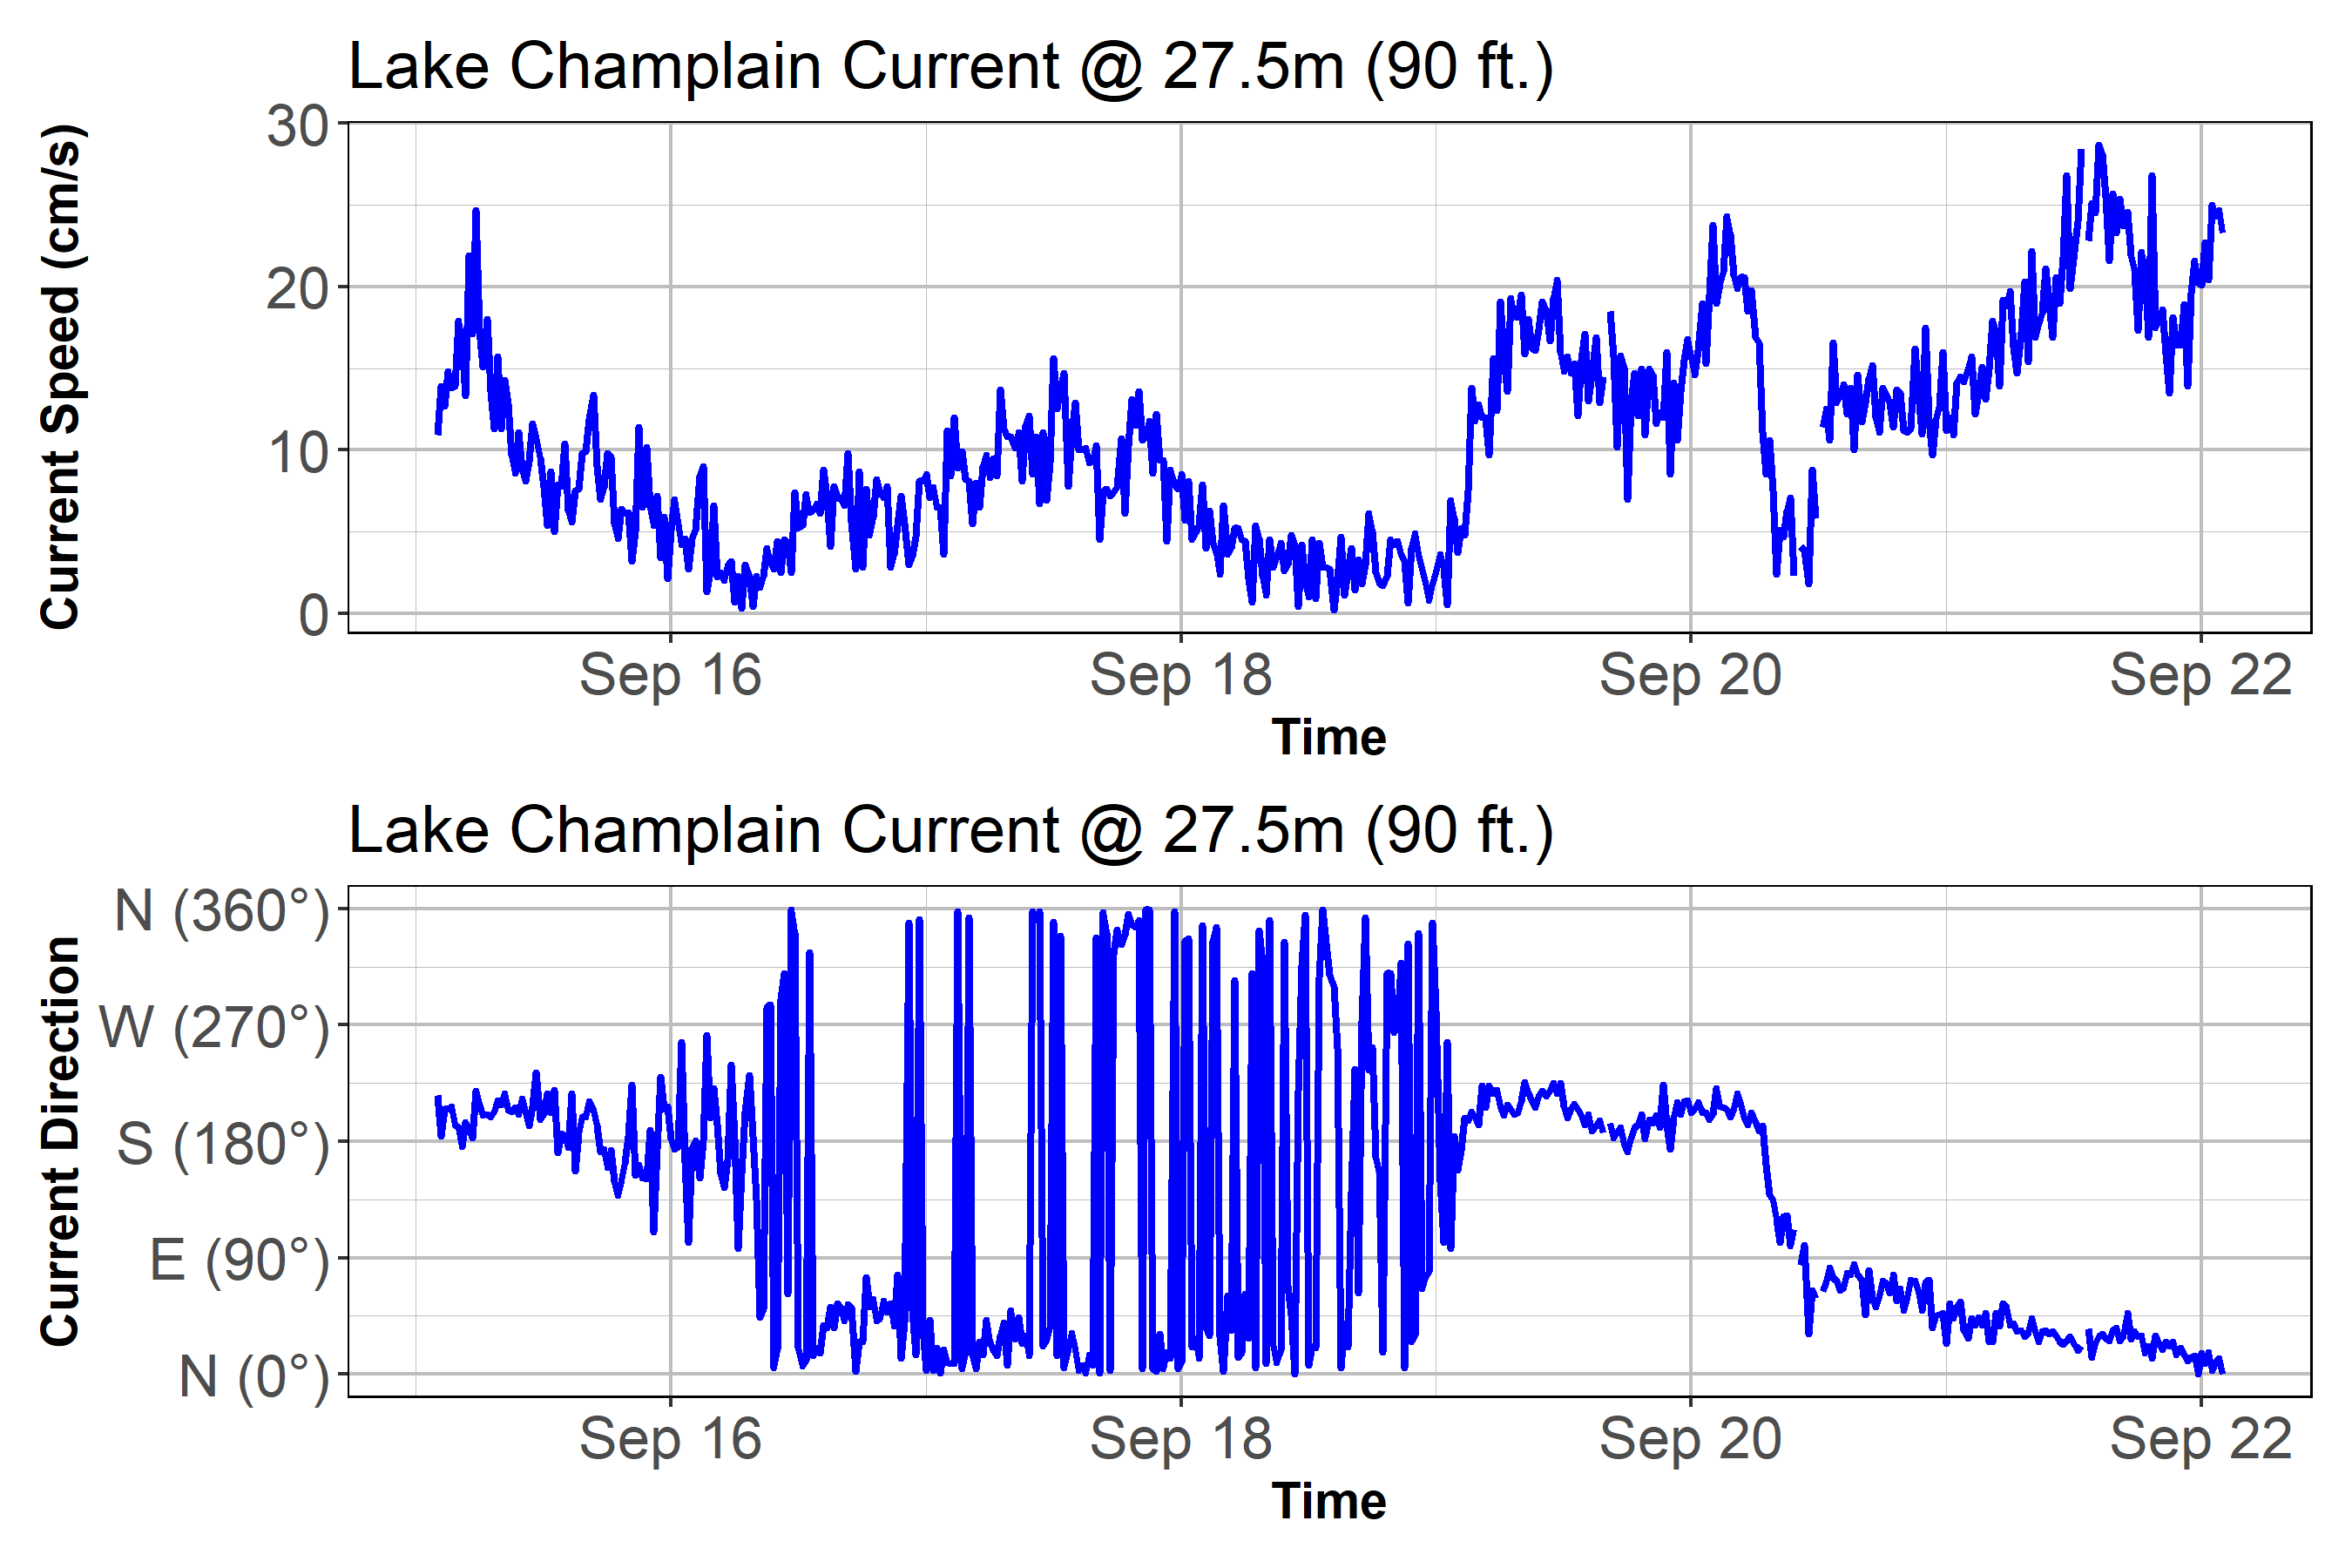 Lake Champlain Current @ 27.5m (90 ft.)
Current Speed (cm/s)
30
20
10
0
Sep 16 Sep 18 Sep 20 Sep 22
Time
Lake Champlain Current @ 27.5m (90 ft.)
Current Direction
N (360°)
W (270°)
S (180°)
E (90°)
N (0°)
Sep 16 Sep 18 Sep 20 Sep 22
Time